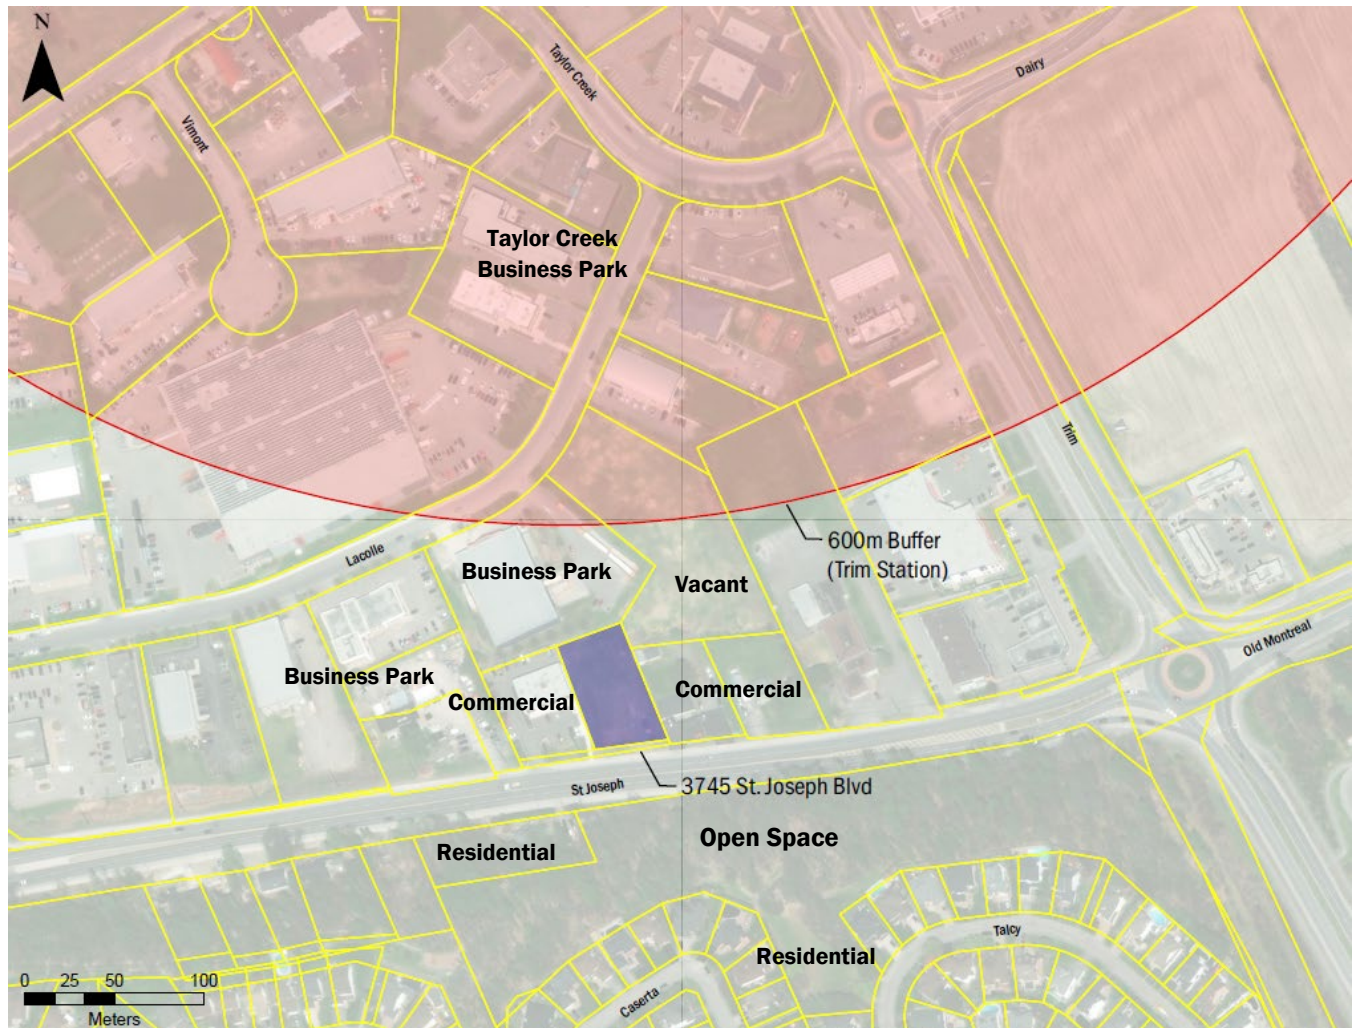 N
Taylor Creek
Dairy
Vimont
Taylor Creek
Business Park
Trim
600m Buffer
(Trim Station)
Lacolle
Business Park
Vacant
Old Montreal
Business Park
Commercial
Commercial
3745 St. Joseph Blvd
St Joseph
Open Space
Residential
Talcy
Residential
Caserta
0 25 50 100
Meters